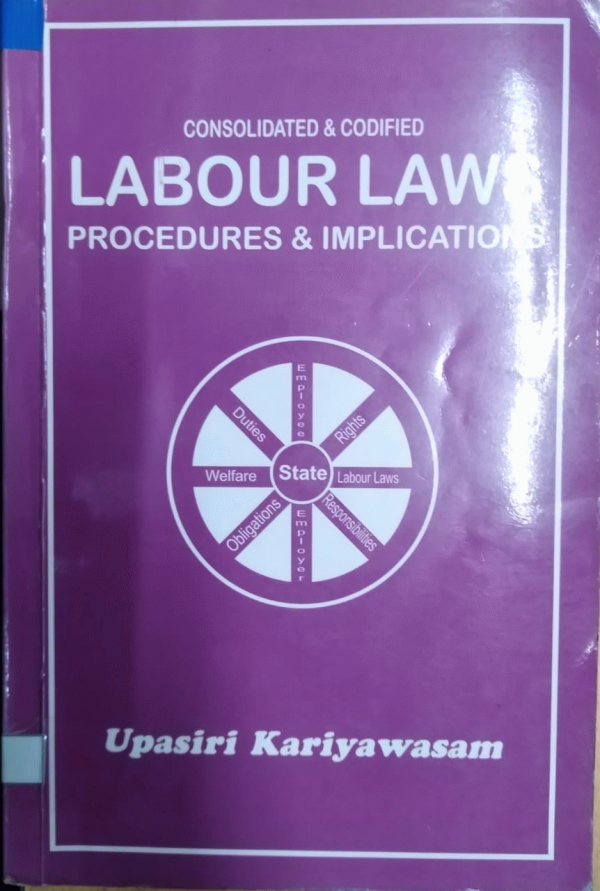 CONSOLIDATED & CODIFIED
LABOUR LAWS
PROCEDURES & IMPLICATIONS
Employee
Duties
Rights
Welfare
State
Labour Laws
Obligations
Responsibilities
Employer
Upasiri Kariyawasam